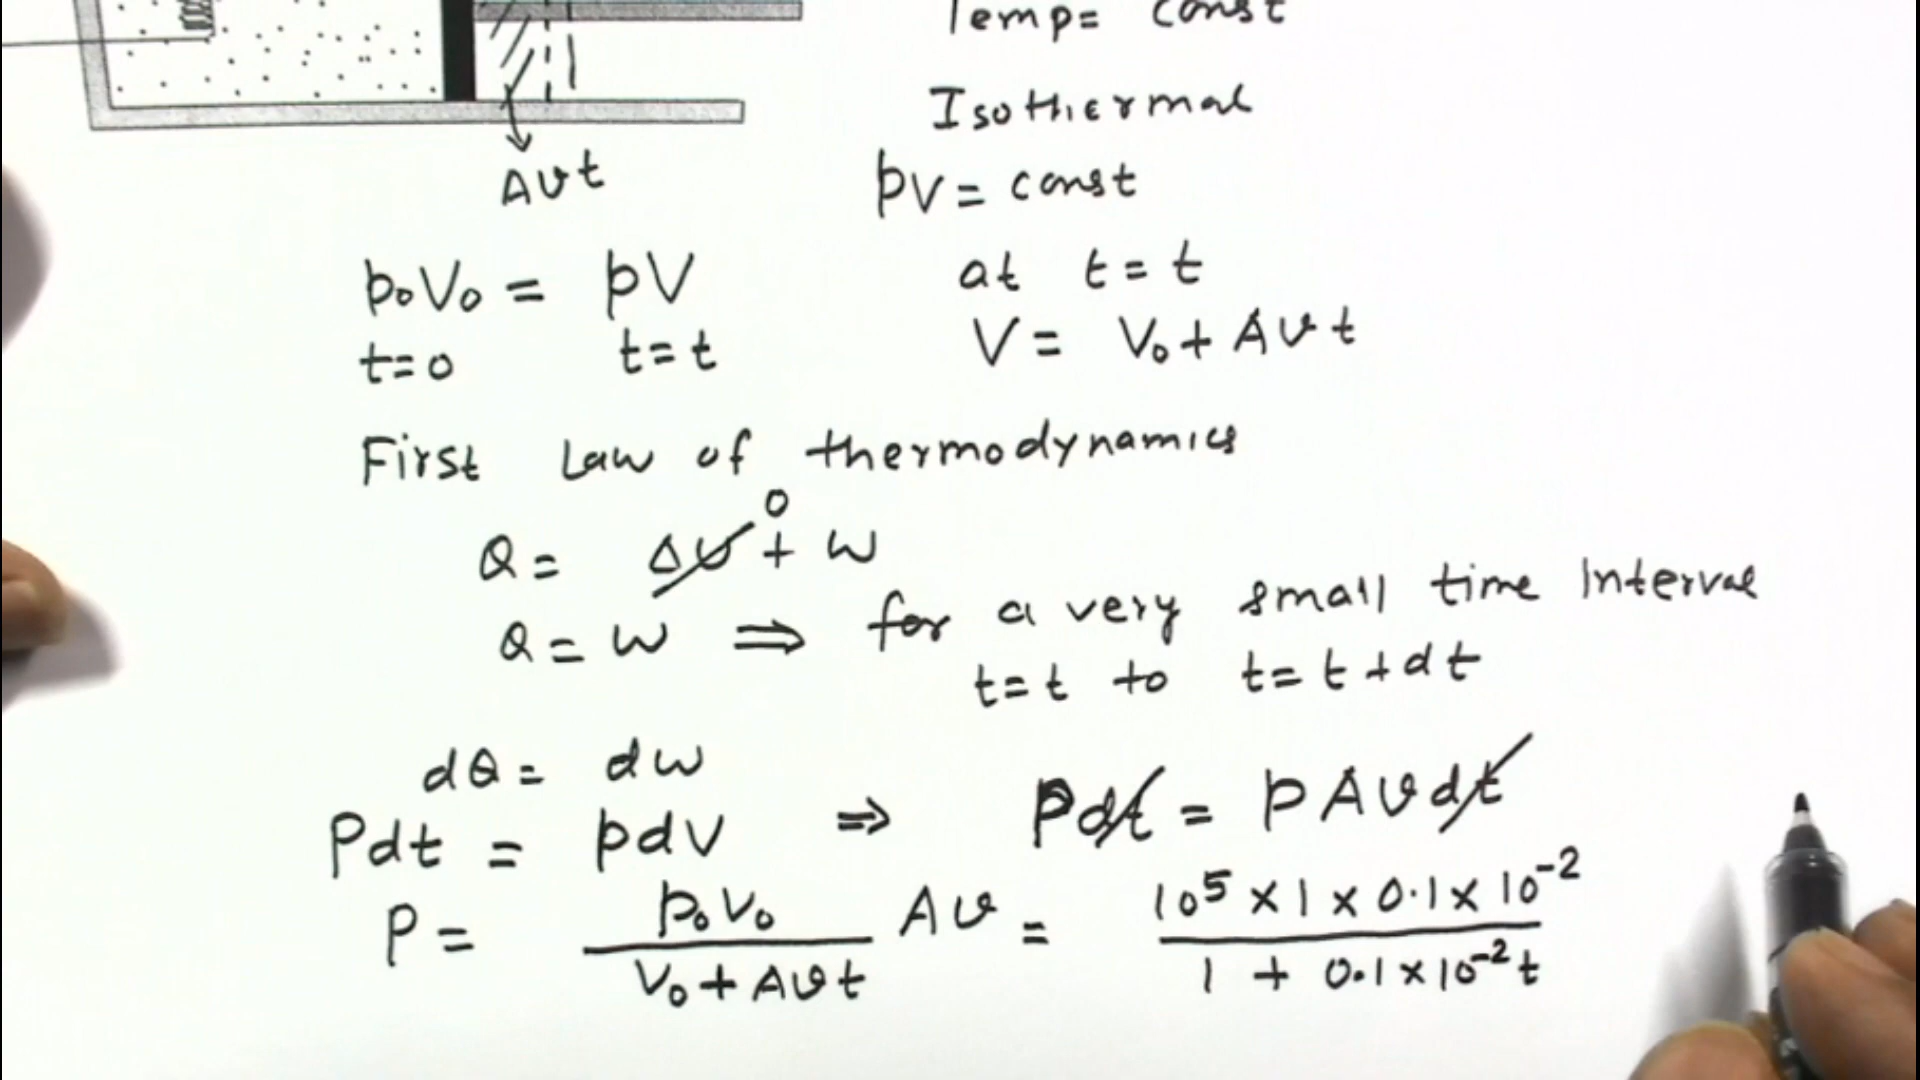 Temp= const
Isothermal
AVt
pV = const
p₀V₀ = pV
at t=t
t=0 t=t
V= V₀+ AVt
First Law of thermodynamics
0
Q= ΔU + W
Q= W ⇒ for a very small time Interval
t=t to t=t+dt
dQ= dW
Pdt = pdV ⇒ Pdt = pAVdt
P= p₀V₀ / V₀+AVt AV = 10⁵×1×0.1×10⁻² / 1 + 0.1×10⁻²t